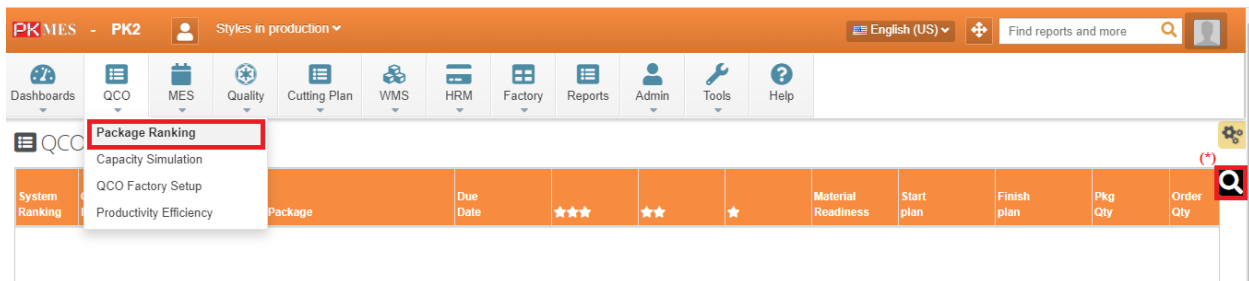 PKMES - PK2 Styles in production English (US) Find reports and more
Dashboards QCO MES Quality Cutting Plan WMS HRM Factory Reports Admin Tools Help
Package Ranking
QCO
Capacity Simulation
(*)
QCO Factory Setup
Productivity Efficiency
System Ranking Package Due Date Material Readiness Start plan Finish plan Pkg Qty Order Qty